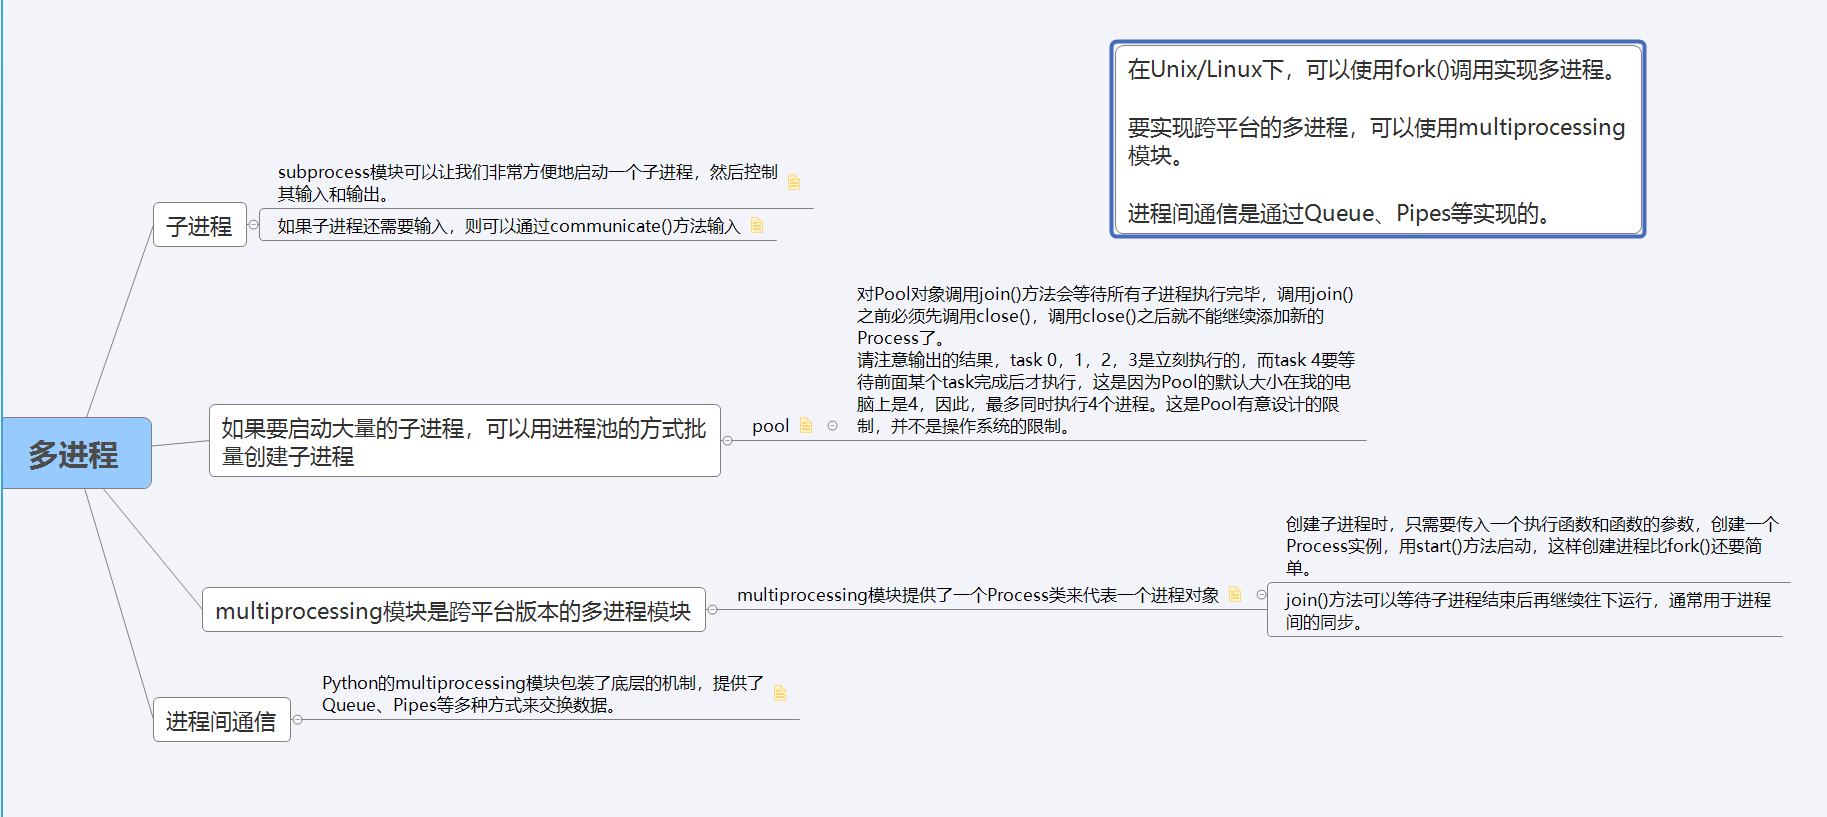 在Unix/Linux下，可以使用fork()调用实现多进程。
要实现跨平台的多进程，可以使用multiprocessing
模块。
进程间通信是通过Queue、Pipes等实现的。
多进程
子进程
subprocess模块可以让我们非常方便地启动一个子进程，然后控制
其输入和输出。
如果子进程还需要输入，则可以通过communicate()方法输入
如果要启动大量的子进程，可以用进程池的方式批
量创建子进程
pool
对Pool对象调用join()方法会等待所有子进程执行完毕，调用join()
之前必须先调用close()，调用close()之后就不能继续添加新的
Process了。
请注意输出的结果，task 0，1，2，3是立刻执行的，而task 4要等
待前面某个task完成后才执行，这是因为Pool的默认大小在我的电
脑上是4，因此，最多同时执行4个进程。这是Pool有意设计的限
制，并不是操作系统的限制。
multiprocessing模块是跨平台版本的多进程模块
multiprocessing模块提供了一个Process类来代表一个进程对象
创建子进程时，只需要传入一个执行函数和函数的参数，创建一个
Process实例，用start()方法启动，这样创建进程比fork()还要简
单。
join()方法可以等待子进程结束后再继续往下运行，通常用于进程
间的同步。
进程间通信
Python的multiprocessing模块包装了底层的机制，提供了
Queue、Pipes等多种方式来交换数据。